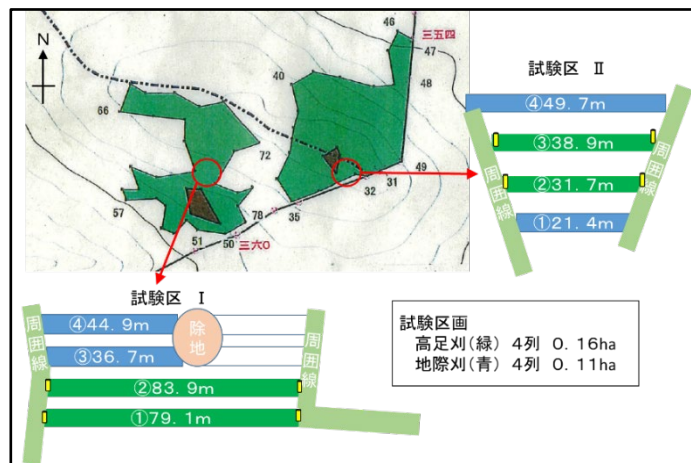 N
46
三五四
47
40
48
66
72
49
31
32
57
78
35
51
50
三六〇
試験区 Ⅱ
④49.7m
③38.9m
②31.7m
①21.4m
周囲線
周囲線
試験区 Ⅰ
④44.9m
③36.7m
②83.9m
①79.1m
除地
周囲線
周囲線
試験区画
高足刈(緑) 4列 0.16ha
地際刈(青) 4列 0.11ha